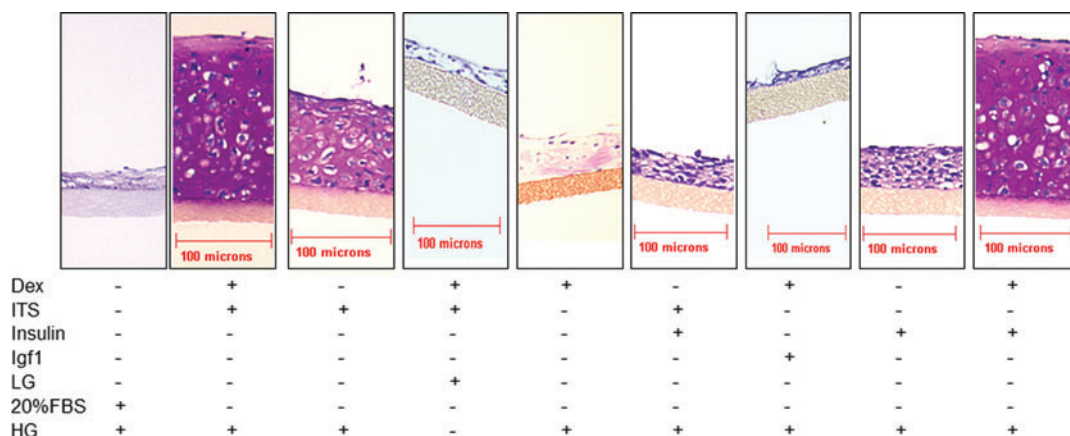 100 microns 100 microns 100 microns 100 microns 100 microns 100 microns 100 microns
Dex - + - + + - + - +
ITS - + + + - + - - -
Insulin - - - - - + - + +
Igf1 - - - - - - + - -
LG - - - + - - - - -
20%FBS + - - - - - - - -
HG + + + - + + + + +